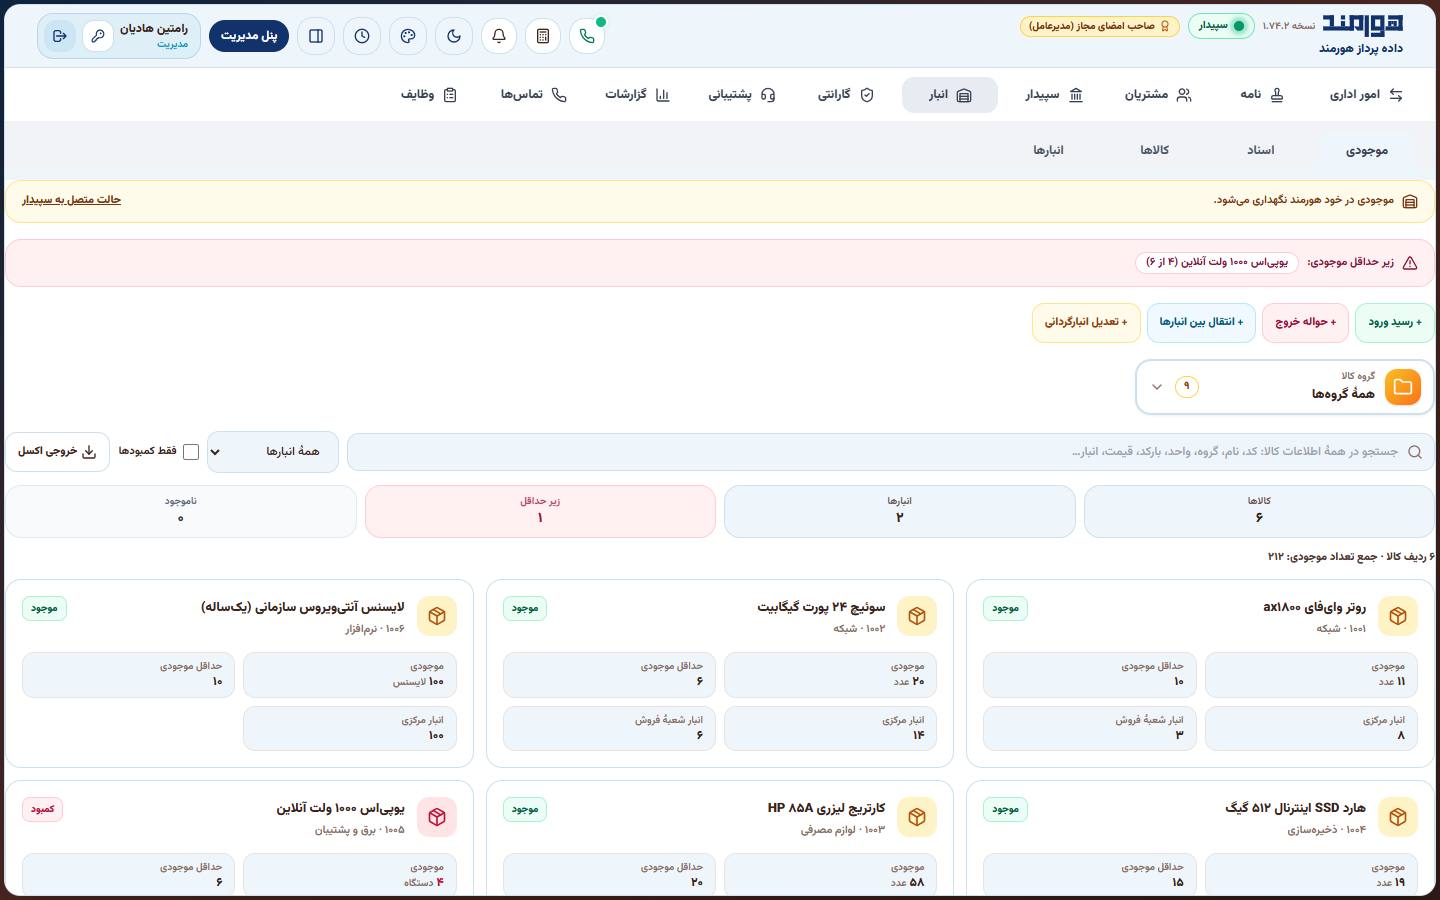 هورمند
داده پرداز هورمند
نسخه ۱.۷۴.۲
سپیدار
صاحب امضای مجاز (مدیرعامل)
پنل مدیریت
رامتین هادیان
مدیریت
امور اداری
نامه
مشتریان
سپیدار
انبار
گارانتی
پشتیبانی
گزارشات
تماس‌ها
وظایف
موجودی
اسناد
کالاها
انبارها
موجودی در خود هورمند نگهداری می‌شود.
حالت متصل به سپیدار
زیر حداقل موجودی:
یوپی‌اس ۱۰۰۰ ولت آنلاین (۴ از ۶)
+ رسید ورود
+ حواله خروج
+ انتقال بین انبارها
+ تعدیل انبارگردانی
گروه کالا
همهٔ گروه‌ها
۹
جستجو در همهٔ اطلاعات کالا: کد، نام، گروه، واحد، بارکد، قیمت، انبار...
همهٔ انبارها
فقط کمبودها
خروجی اکسل
کالاها
۶
انبارها
۲
زیر حداقل
۱
ناموجود
۰
۶ ردیف کالا · جمع تعداد موجودی: ۲۱۲
روتر وای‌فای ax۱۸۰۰
موجود
۱۰۰۱ · شبکه
موجودی
۱۱ عدد
حداقل موجودی
۱۰
انبار مرکزی
۸
انبار شعبهٔ فروش
۳
سوئیچ ۲۴ پورت گیگابیت
موجود
۱۰۰۲ · شبکه
موجودی
۲۰ عدد
حداقل موجودی
۶
انبار مرکزی
۱۴
انبار شعبهٔ فروش
۶
لایسنس آنتی‌ویروس سازمانی (یک‌ساله)
موجود
۱۰۰۶ · نرم‌افزار
موجودی
۱۰۰ لایسنس
حداقل موجودی
۱۰
انبار مرکزی
۱۰۰
هارد SSD اینترنال ۵۱۲ گیگ
موجود
۱۰۰۴ · ذخیره‌سازی
موجودی
۱۹ عدد
حداقل موجودی
۱۵
کارتریج لیزری HP ۸۵A
موجود
۱۰۰۳ · لوازم مصرفی
موجودی
۵۸ عدد
حداقل موجودی
۲۰
یوپی‌اس ۱۰۰۰ ولت آنلاین
کمبود
۱۰۰۵ · برق و پشتیبان
موجودی
۴ دستگاه
حداقل موجودی
۶